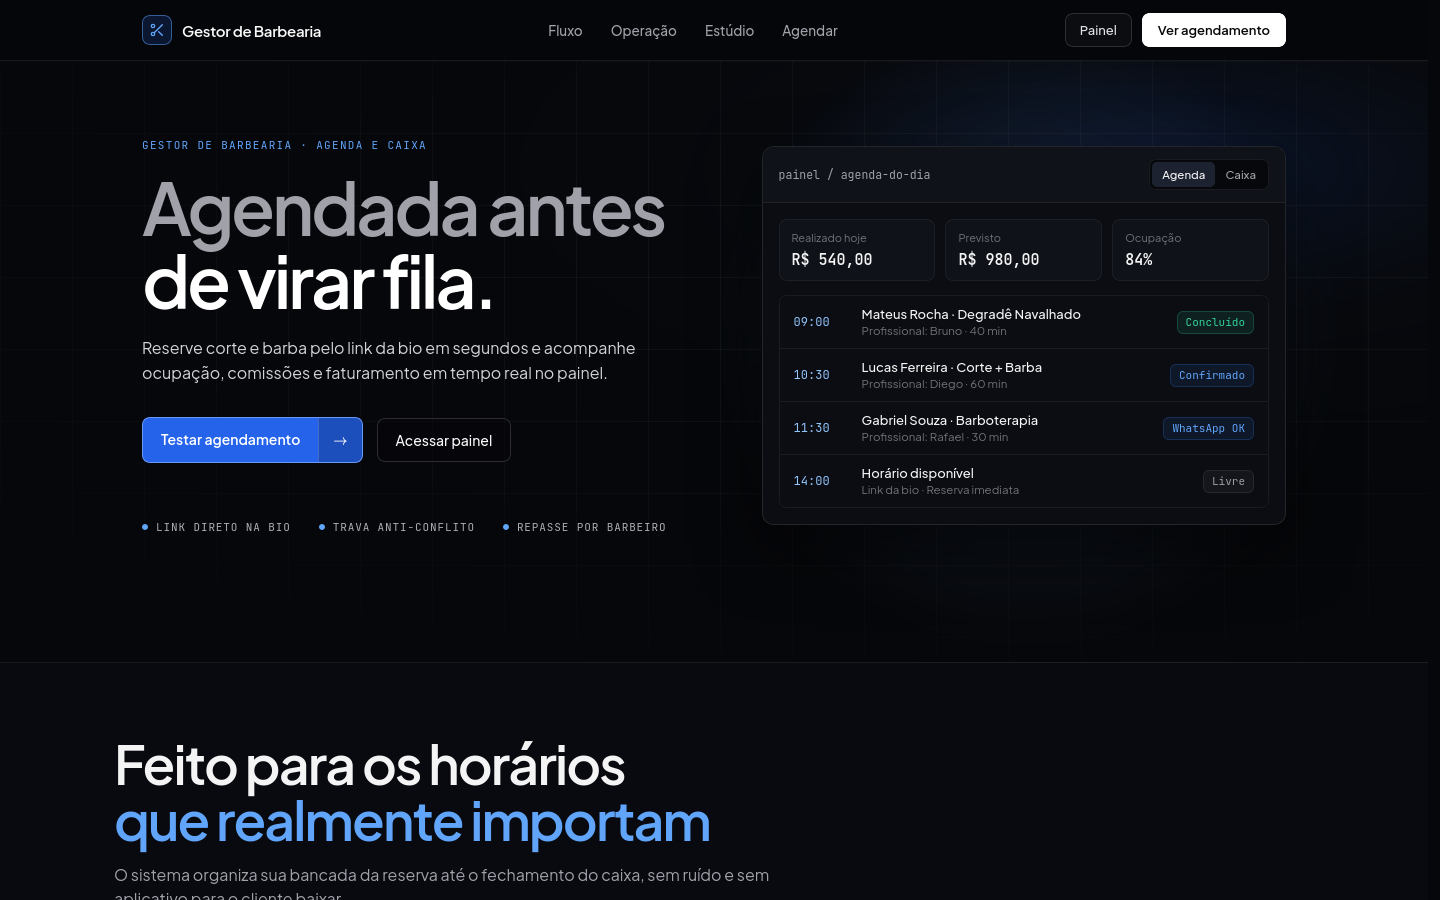 Gestor de Barbearia
Fluxo
Operação
Estúdio
Agendar
Painel
Ver agendamento
GESTOR DE BARBEARIA · AGENDA E CAIXA
Agendada antes
de virar fila.
Reserve corte e barba pelo link da bio em segundos e acompanhe
ocupação, comissões e faturamento em tempo real no painel.
Testar agendamento →
Acessar painel
LINK DIRETO NA BIO
TRAVA ANTI-CONFLITO
REPASSE POR BARBEIRO
painel / agenda-do-dia
Agenda
Caixa
Realizado hoje
R$ 540,00
Previsto
R$ 980,00
Ocupação
84%
09:00
Mateus Rocha · Degradê Navalhado
Profissional: Bruno · 40 min
Concluído
10:30
Lucas Ferreira · Corte + Barba
Profissional: Diego · 60 min
Confirmado
11:30
Gabriel Souza · Barboterapia
Profissional: Rafael · 30 min
WhatsApp OK
14:00
Horário disponível
Link da bio · Reserva imediata
Livre
Feito para os horários
que realmente importam
O sistema organiza sua bancada da reserva até o fechamento do caixa, sem ruído e sem
aplicativo para o cliente baixar